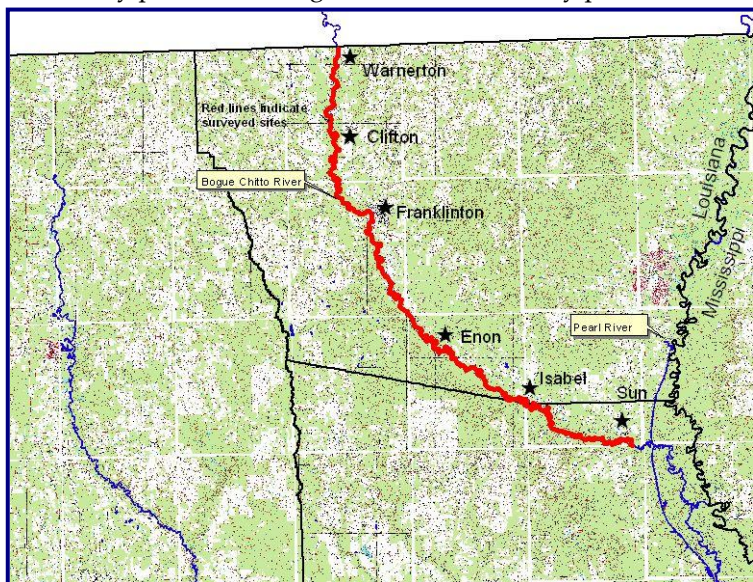 Warnerton
Red lines indicate
surveyed sites
Clifton
Bogue Chitto River
Franklinton
Louisiana
Mississippi
Pearl River
Enon
Isabel
Sun